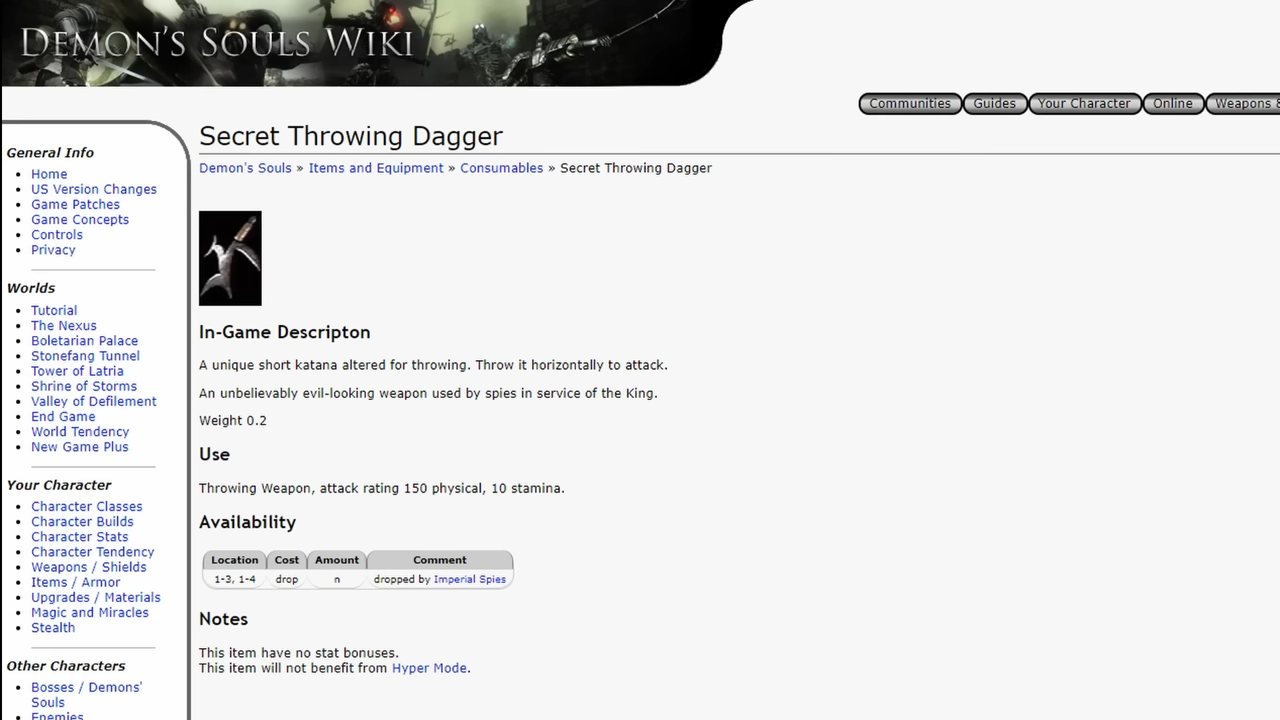 DEMON'S SOULS WIKI
Communities
Guides
Your Character
Online
Weapons &
Secret Throwing Dagger
Demon's Souls » Items and Equipment » Consumables » Secret Throwing Dagger
General Info
Home
US Version Changes
Game Patches
Game Concepts
Controls
Privacy
Worlds
Tutorial
The Nexus
Boletarian Palace
Stonefang Tunnel
Tower of Latria
Shrine of Storms
Valley of Defilement
End Game
World Tendency
New Game Plus
Your Character
Character Classes
Character Builds
Character Stats
Character Tendency
Weapons / Shields
Items / Armor
Upgrades / Materials
Magic and Miracles
Stealth
Other Characters
Bosses / Demons'
Souls
Enemies
In-Game Descripton
A unique short katana altered for throwing. Throw it horizontally to attack.
An unbelievably evil-looking weapon used by spies in service of the King.
Weight 0.2
Use
Throwing Weapon, attack rating 150 physical, 10 stamina.
Availability
Location Cost Amount Comment
1-3, 1-4 drop n dropped by Imperial Spies
Notes
This item have no stat bonuses.
This item will not benefit from Hyper Mode.